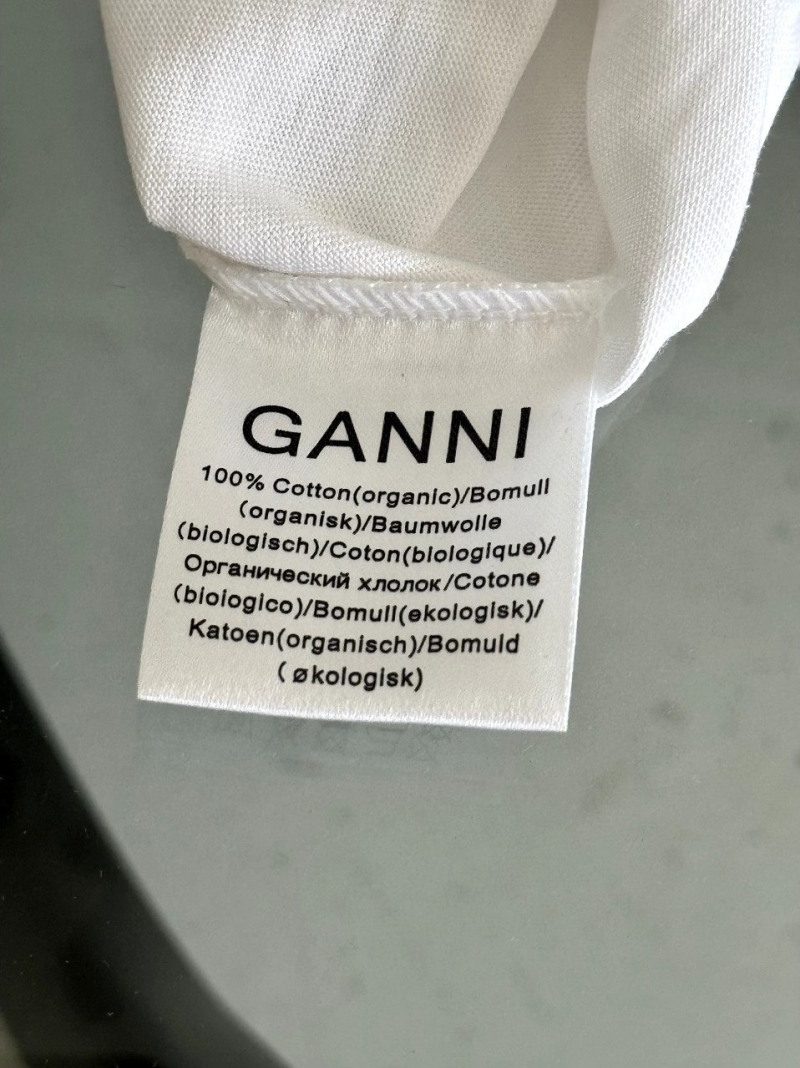 GANNI
100% Cotton(organic)/Bomull
(organisk)/Baumwolle
(biologisch)/Coton(biologique)/
Органический хлолок/Cotone
(biologico)/Bomull(ekologisk)/
Katoen(organisch)/Bomuld
(økologisk)